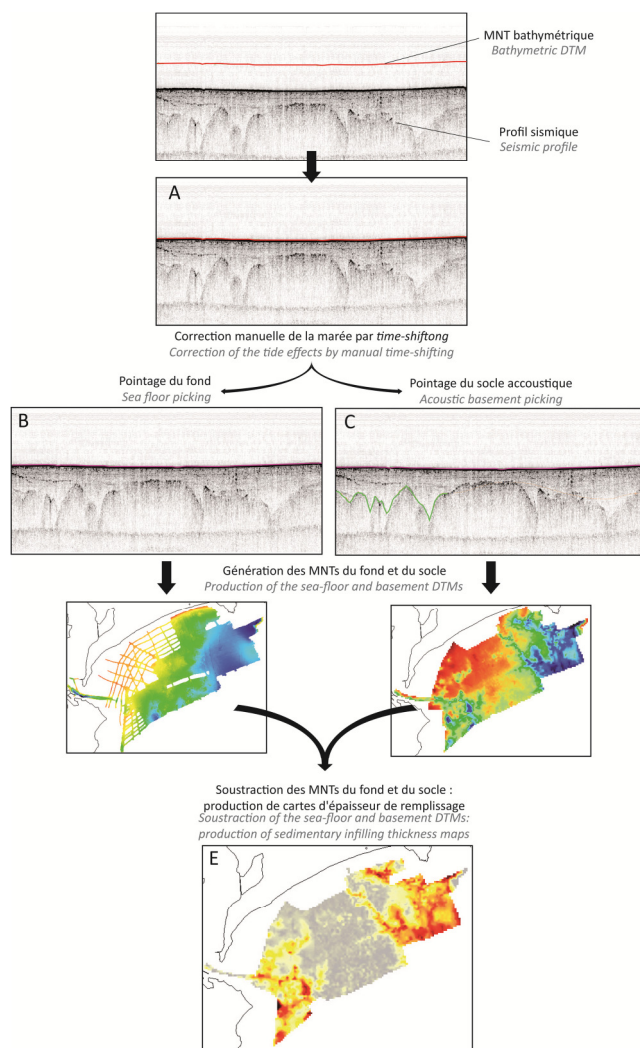 MNT bathymétrique
Bathymetric DTM
Profil sismique
Seismic profile
A
Correction manuelle de la marée par time-shiftong
Correction of the tide effects by manual time-shifting
Pointage du fond
Sea floor picking
Pointage du socle accoustique
Acoustic basement picking
B
C
Génération des MNTs du fond et du socle
Production of the sea-floor and basement DTMs
Soustraction des MNTs du fond et du socle :
production de cartes d'épaisseur de remplissage
Soustraction of the sea-floor and basement DTMs:
production of sedimentary infilling thickness maps
E